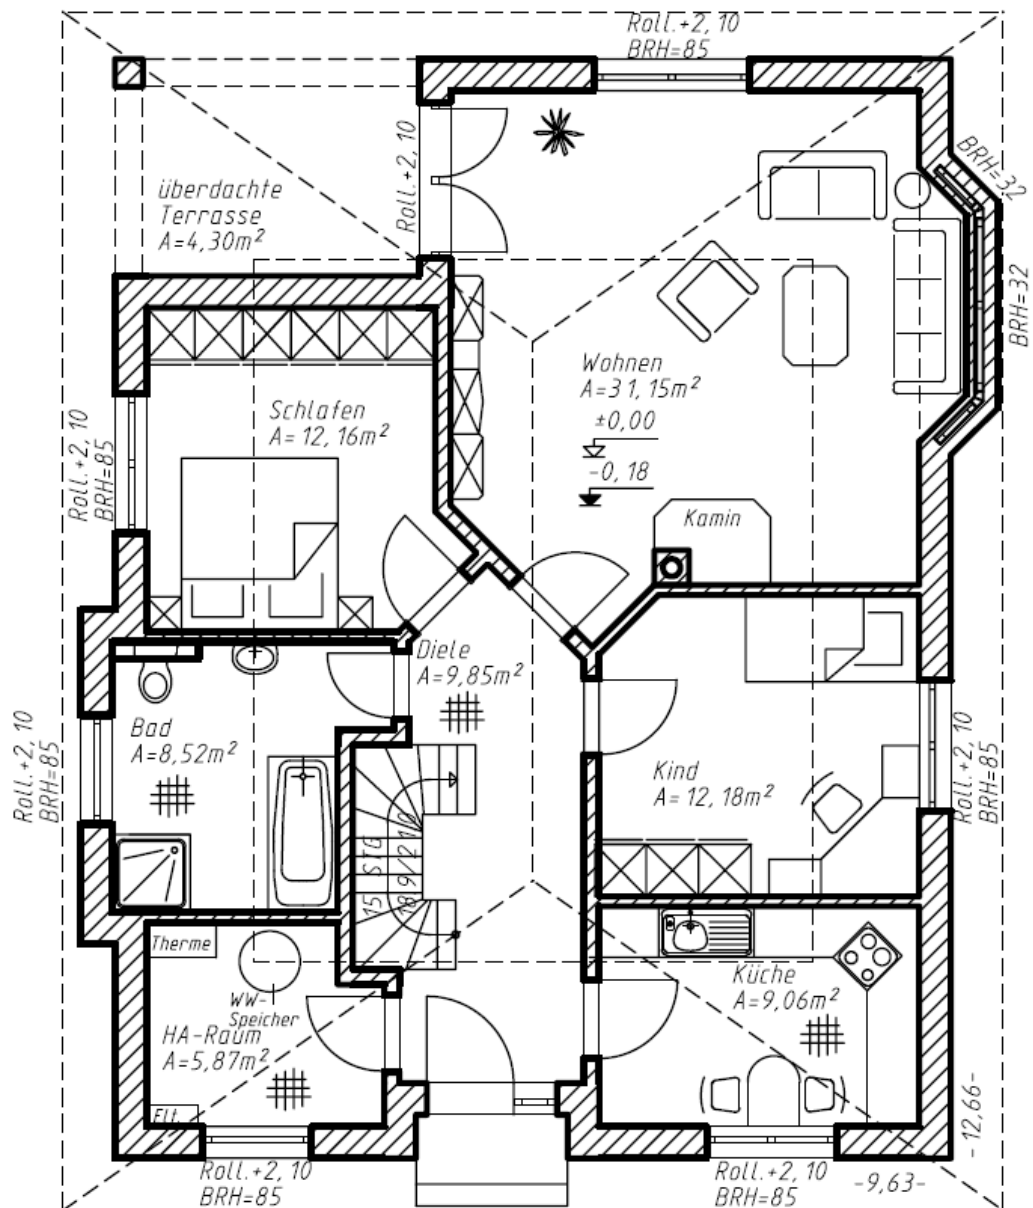 Roll.+2,10
BRH=85
BRH=32
Roll.+2,10
überdachte
Terrasse
A=4,30m²
BRH=32
Wohnen
A=31,15m²
±0,00
-0,18
Schlafen
A=12,16m²
Roll.+2,10
BRH=85
Kamin
Diele
A=9,85m²
Bad
A=8,52m²
Roll.+2,10
BRH=85
Kind
A=12,18m²
Roll.+2,10
BRH=85
15 STG
18.9/21.0
Therme
WW-
Speicher
HA-Raum
A=5,87m²
Küche
A=9,06m²
Elt.
-12,66-
-9,63-
Roll.+2,10
BRH=85
Roll.+2,10
BRH=85